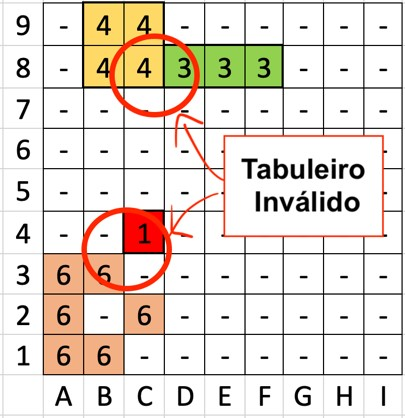 9 - 4 4 - - - - - -
8 - 4 4 3 3 3 - - -
7 - - - - - - - - -
6 - - - - -
5 - - - - -
4 - - 1 - -
Tabuleiro
Inválido
3 6 6 - - - - - - -
2 6 - 6 - - - - - -
1 6 6 - - - - - - -
A B C D E F G H I